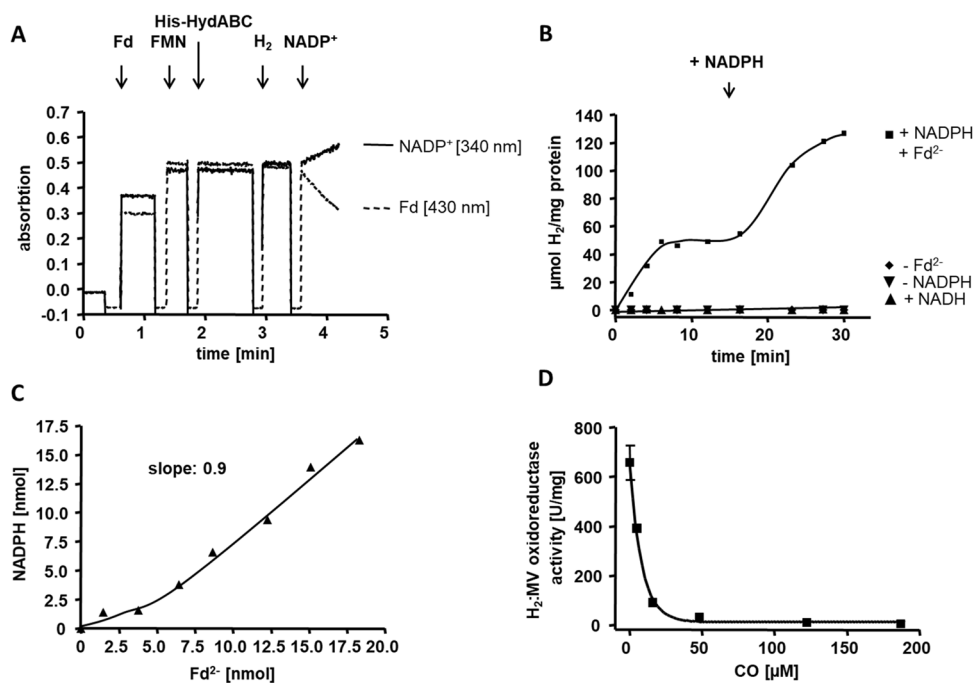 A
His-HydABC
Fd FMN H₂ NADP⁺
0.7
0.6
0.5
0.4
0.3
0.2
0.1
0.0
-0.1
absorbtion
0 1 2 3 4 5
time [min]
NADP⁺ [340 nm]
Fd [430 nm]
B
+ NADPH
140
120
100
80
60
40
20
0
µmol H₂/mg protein
0 10 20 30
time [min]
+ NADPH
+ Fd²⁻
- Fd²⁻
- NADPH
+ NADH
C
17.5
15.0
12.5
10.0
7.5
5.0
2.5
0.0
NADPH [nmol]
slope: 0.9
0 2.5 5.0 7.5 10.0 12.5 15.0 17.5 20.0
Fd²⁻ [nmol]
D
800
600
400
200
0
H₂:MV oxidoreductase
activity [U/mg]
0 50 100 150 200
CO [µM]